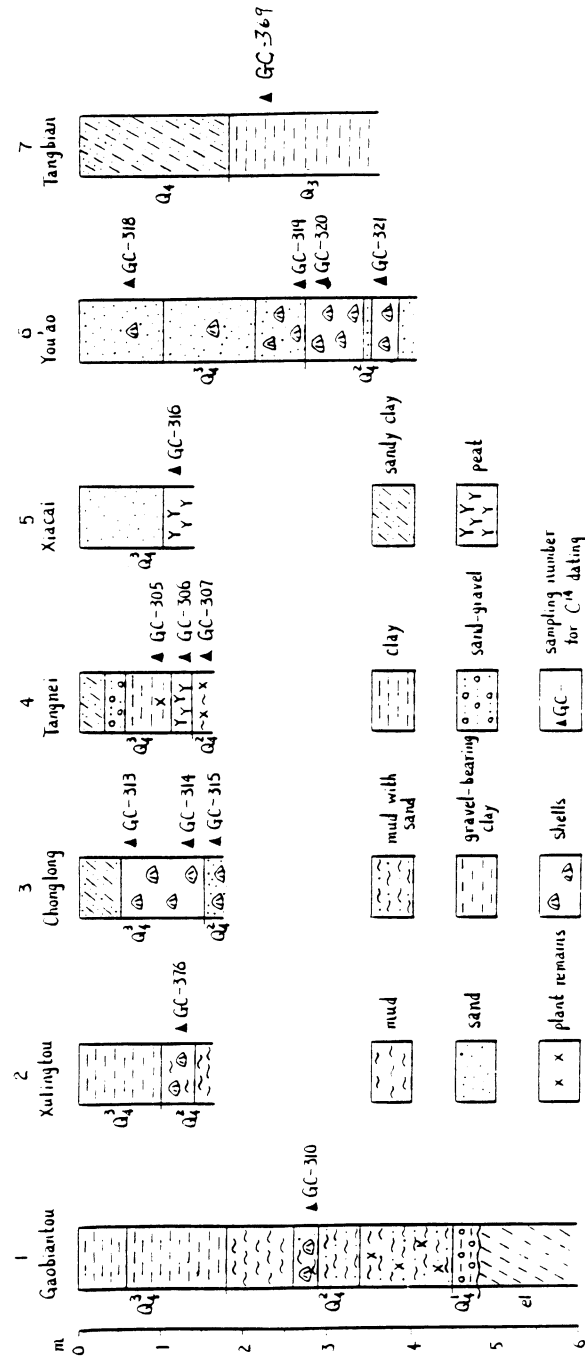 m
0
1
2
3
4
5
6
1
Gaobiantou
Q₄³
Q₄²
Q₄¹
el
▲ GC-310
2
Xulingtou
Q₄³
Q₄²
▲ GC-376
3
Chonglong
Q₄³
Q₄²
▲ GC-313
▲ GC-314
▲ GC-315
4
Tangnei
Q₄³
Q₄²
▲ GC-305
▲ GC-306
▲ GC-307
5
Xiacai
Q₄³
▲ GC-316
6
You'ao
Q₄³
Q₄²
▲ GC-318
▲ GC-319
▲ GC-320
▲ GC-321
7
Tangbian
Q₄
Q₃
▲ GC-369
mud
mud with
sand
clay
sandy clay
sand
gravel-bearing
clay
sand-gravel
peat
x x
plant remains
shells
▲GC-
sampling number
for C¹⁴ dating